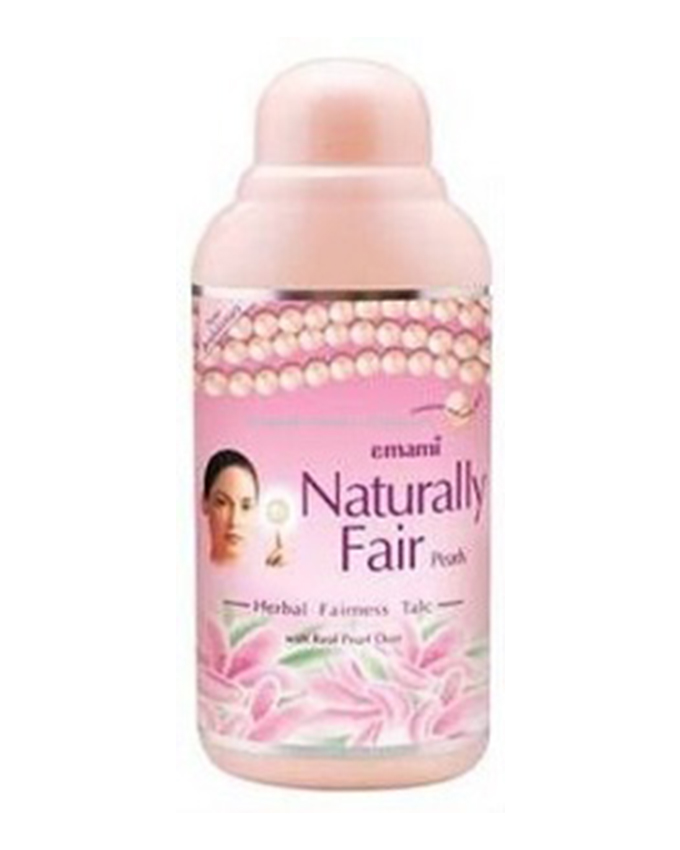 emami
Naturally
Fair Pearls
Herbal Fairness Talc
with Real Pearl Dust